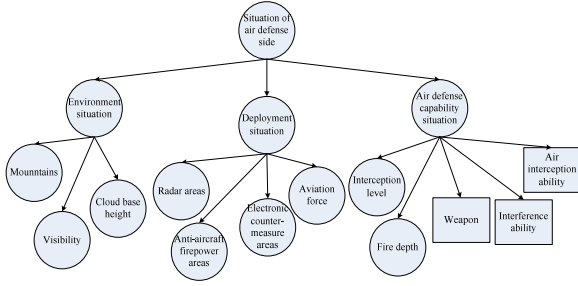 Situation of
air defense
side
Environment
situation
Deployment
situation
Air defense
capability
situation
Mounntains
Visibility
Cloud base
height
Radar areas
Anti-aircraft
firepower
areas
Electronic
counter-
measure
areas
Aviation
force
Interception
level
Fire depth
Weapon
Interference
ability
Air
interception
ability